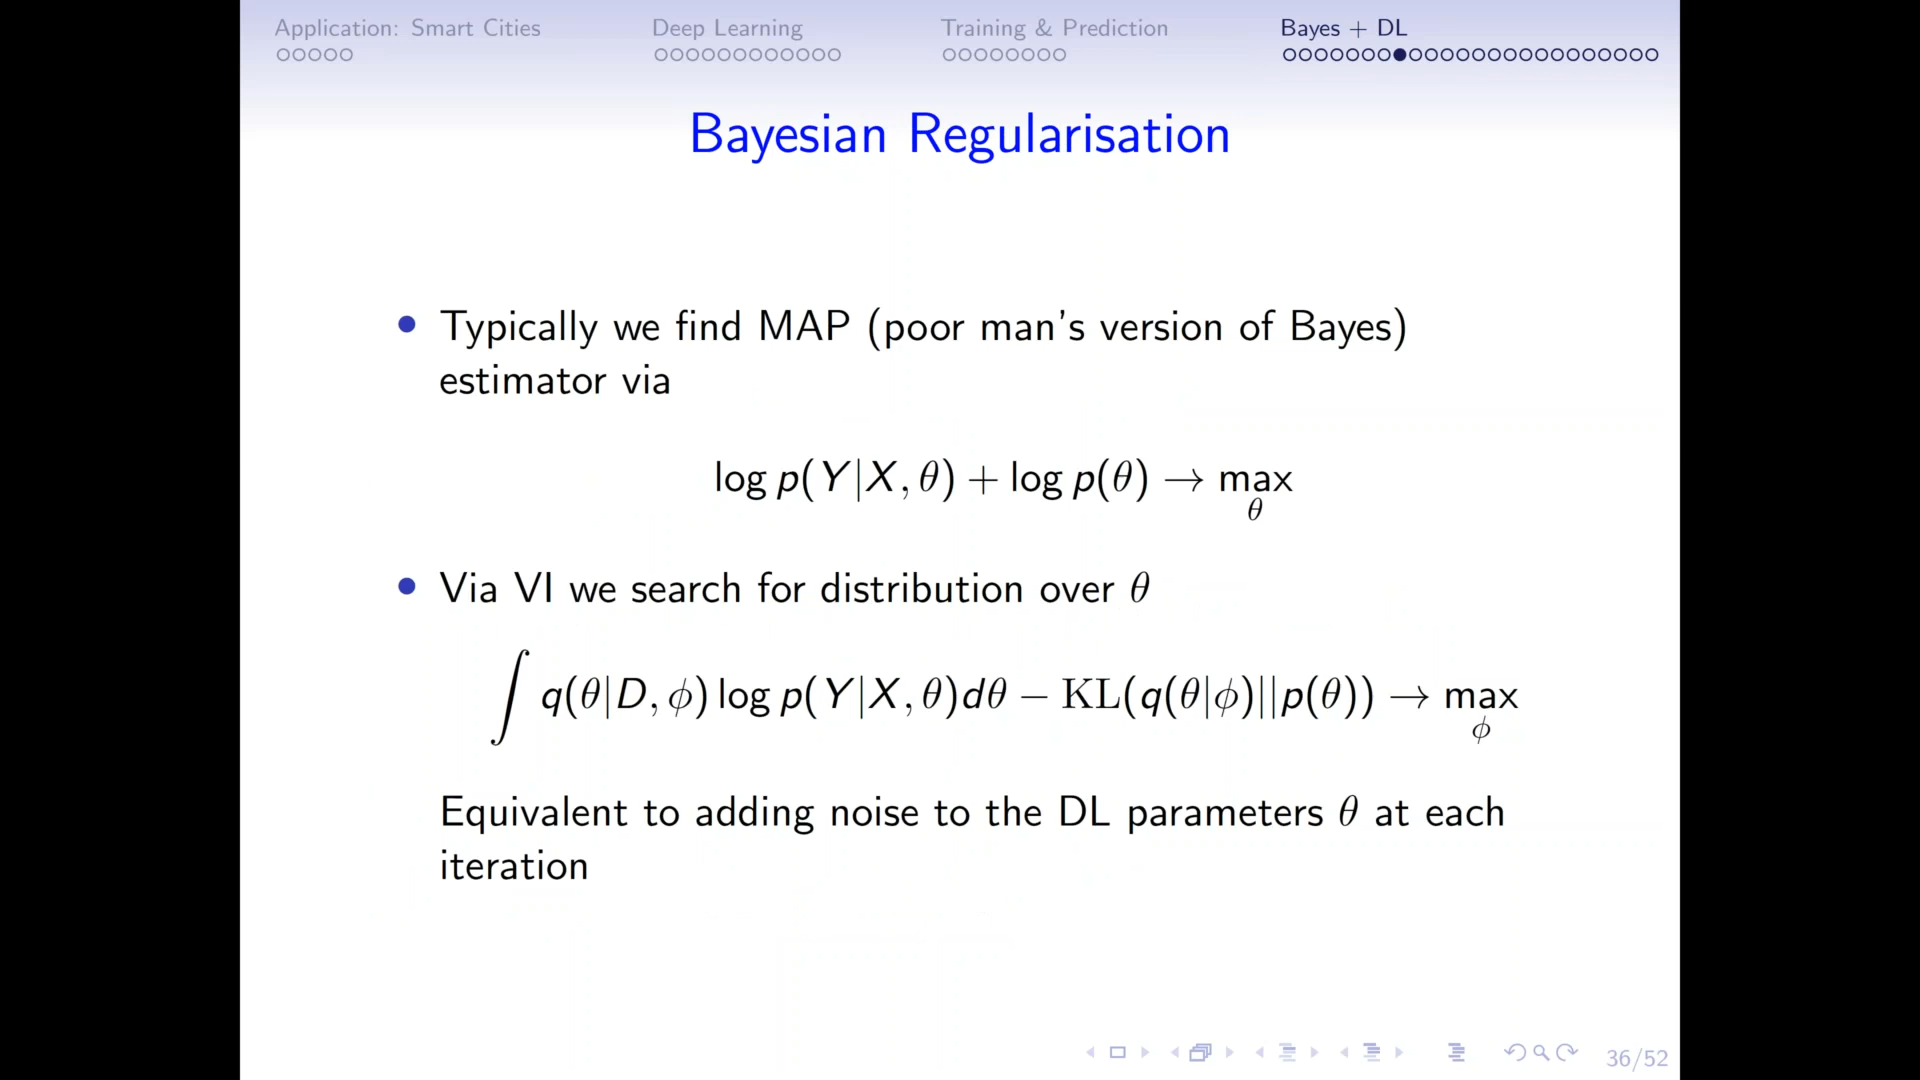 Application: Smart Cities Deep Learning Training & Prediction Bayes + DL
Bayesian Regularisation
• Typically we find MAP (poor man's version of Bayes)
estimator via
log p(Y|X, θ) + log p(θ) → max
θ
• Via VI we search for distribution over θ
∫ q(θ|D, ϕ) log p(Y|X, θ)dθ − KL(q(θ|ϕ)||p(θ)) → max
ϕ
Equivalent to adding noise to the DL parameters θ at each
iteration
36/52